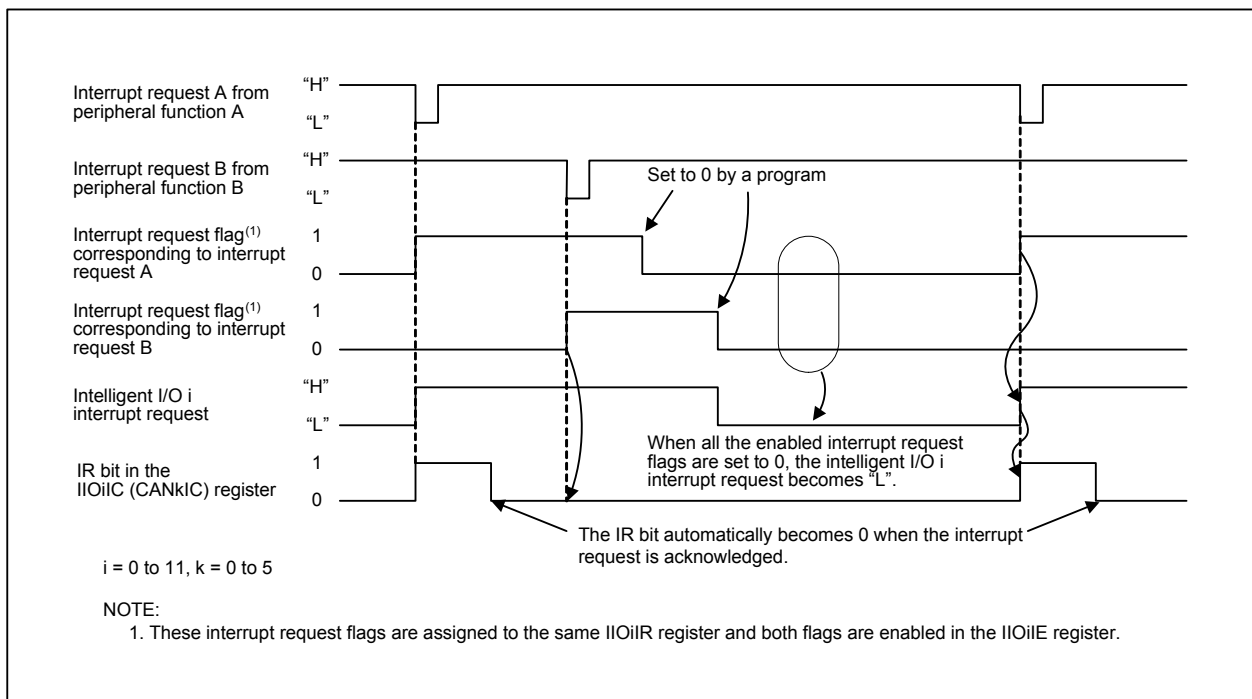 Interrupt request A from
peripheral function A
“H”
“L”
Interrupt request B from
peripheral function B
“H”
“L”
Set to 0 by a program
Interrupt request flag(1)
corresponding to interrupt
request A
1
0
Interrupt request flag(1)
corresponding to interrupt
request B
1
0
Intelligent I/O i
interrupt request
“H”
“L”
When all the enabled interrupt request
flags are set to 0, the intelligent I/O i
interrupt request becomes “L”.
IR bit in the
IIOiIC (CANkIC) register
1
0
The IR bit automatically becomes 0 when the interrupt
request is acknowledged.
i = 0 to 11, k = 0 to 5
NOTE:
1. These interrupt request flags are assigned to the same IIOiIR register and both flags are enabled in the IIOiIE register.